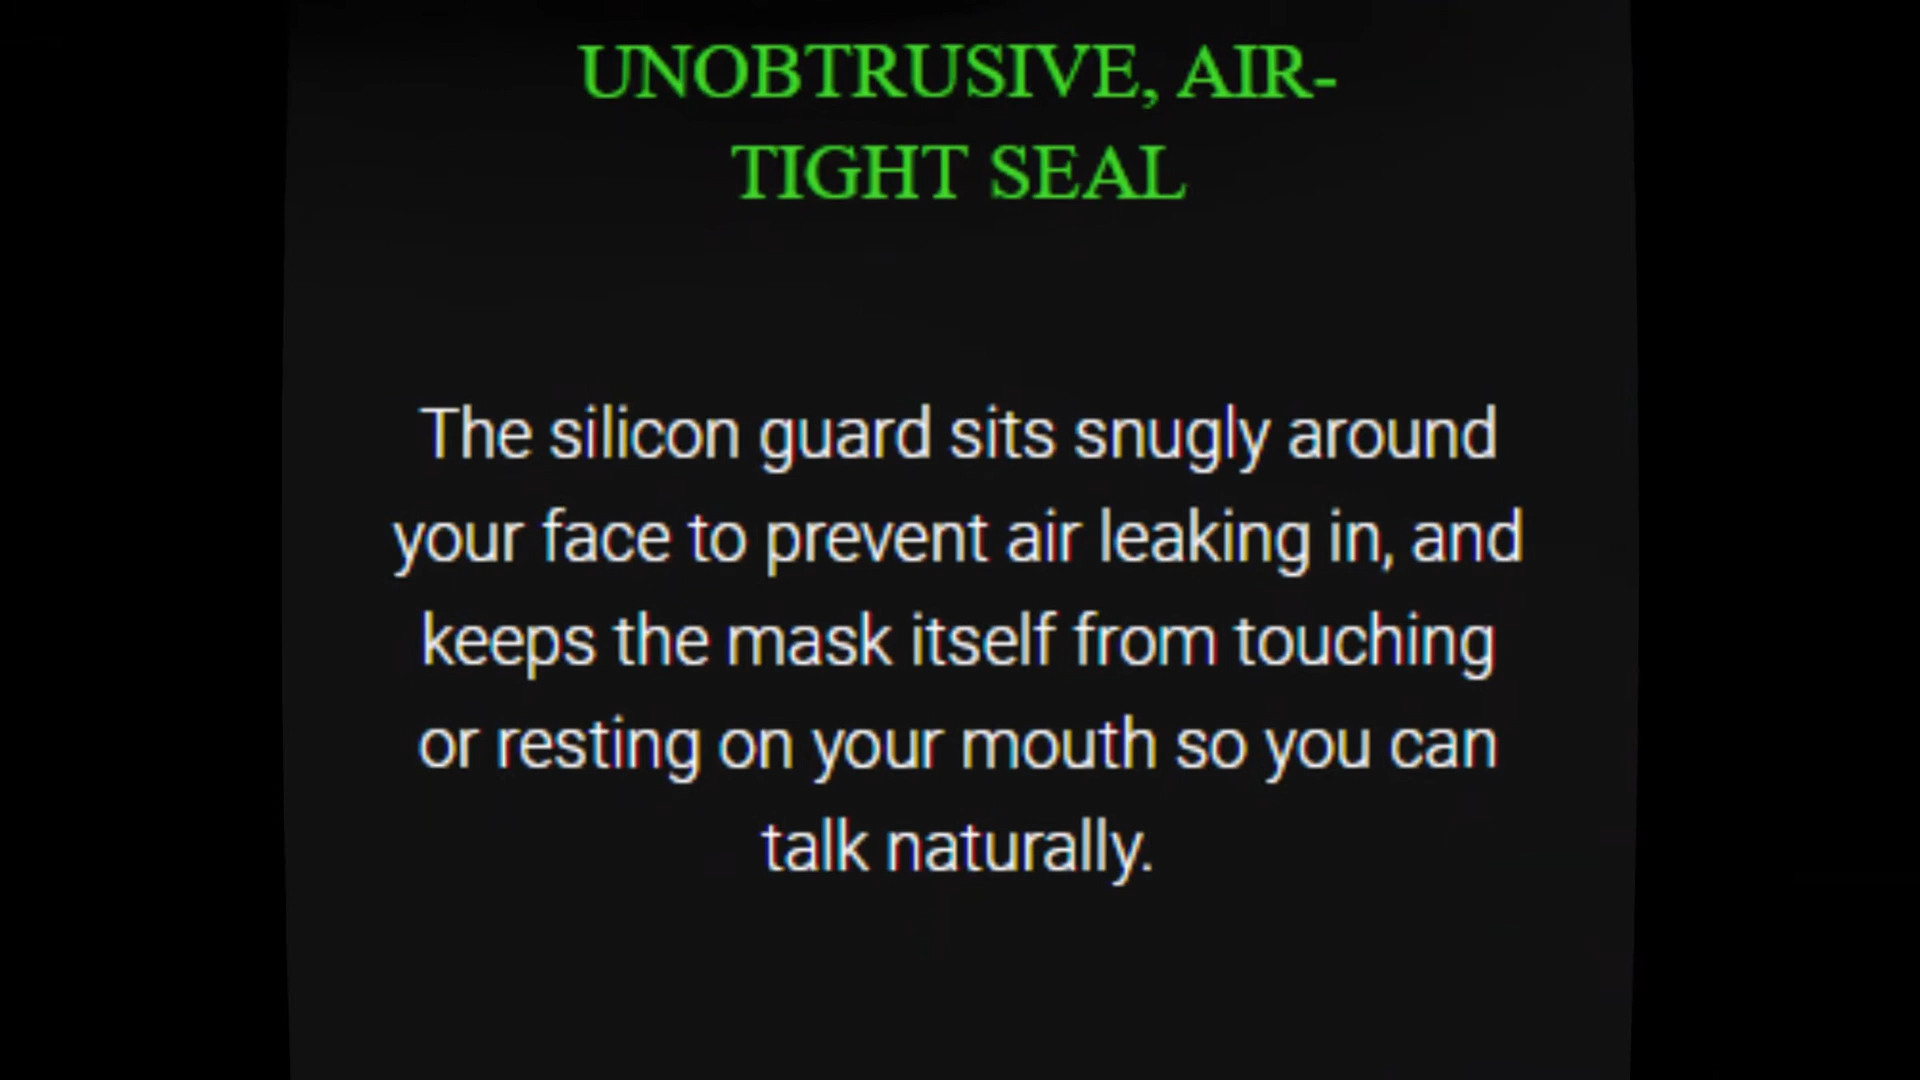 UNOBTRUSIVE, AIR-
TIGHT SEAL
The silicon guard sits snugly around
your face to prevent air leaking in, and
keeps the mask itself from touching
or resting on your mouth so you can
talk naturally.